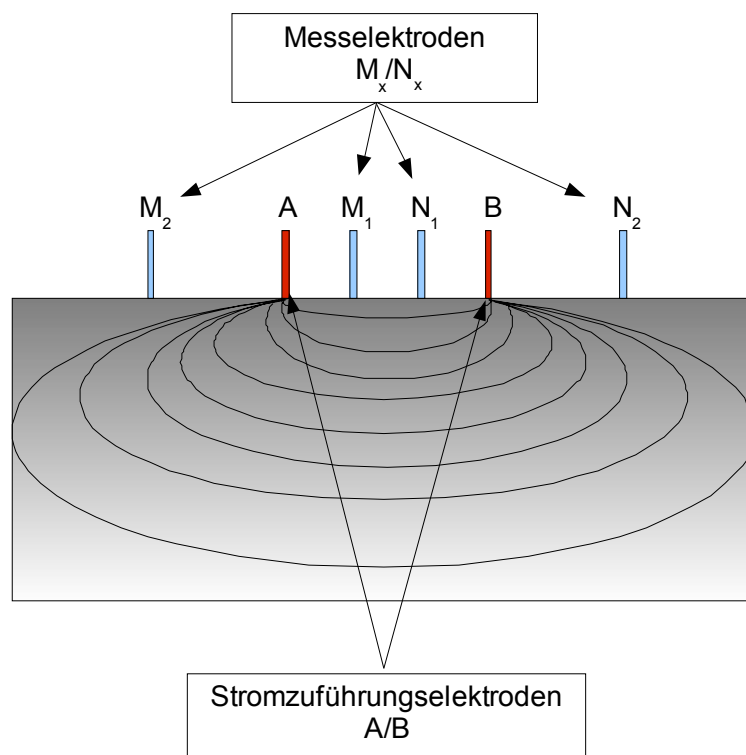 Messelektroden
Mₓ/Nₓ
M₂ A M₁ N₁ B N₂
Stromzuführungselektroden
A/B